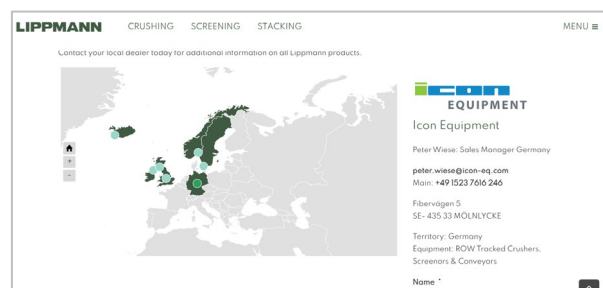 LIPPMANN CRUSHING SCREENING STACKING MENU ≡
Contact your local dealer today for additional information on all Lippmann products.
+
-
icon
EQUIPMENT
Icon Equipment
Peter Wiese: Sales Manager Germany
peter.wiese@icon-eq.com
Main: +49 1523 7616 246
Fibervägen 5
SE- 435 33 MÖLNLYCKE
Territory: Germany
Equipment: ROW Tracked Crushers,
Screenors & Conveyors
Name *